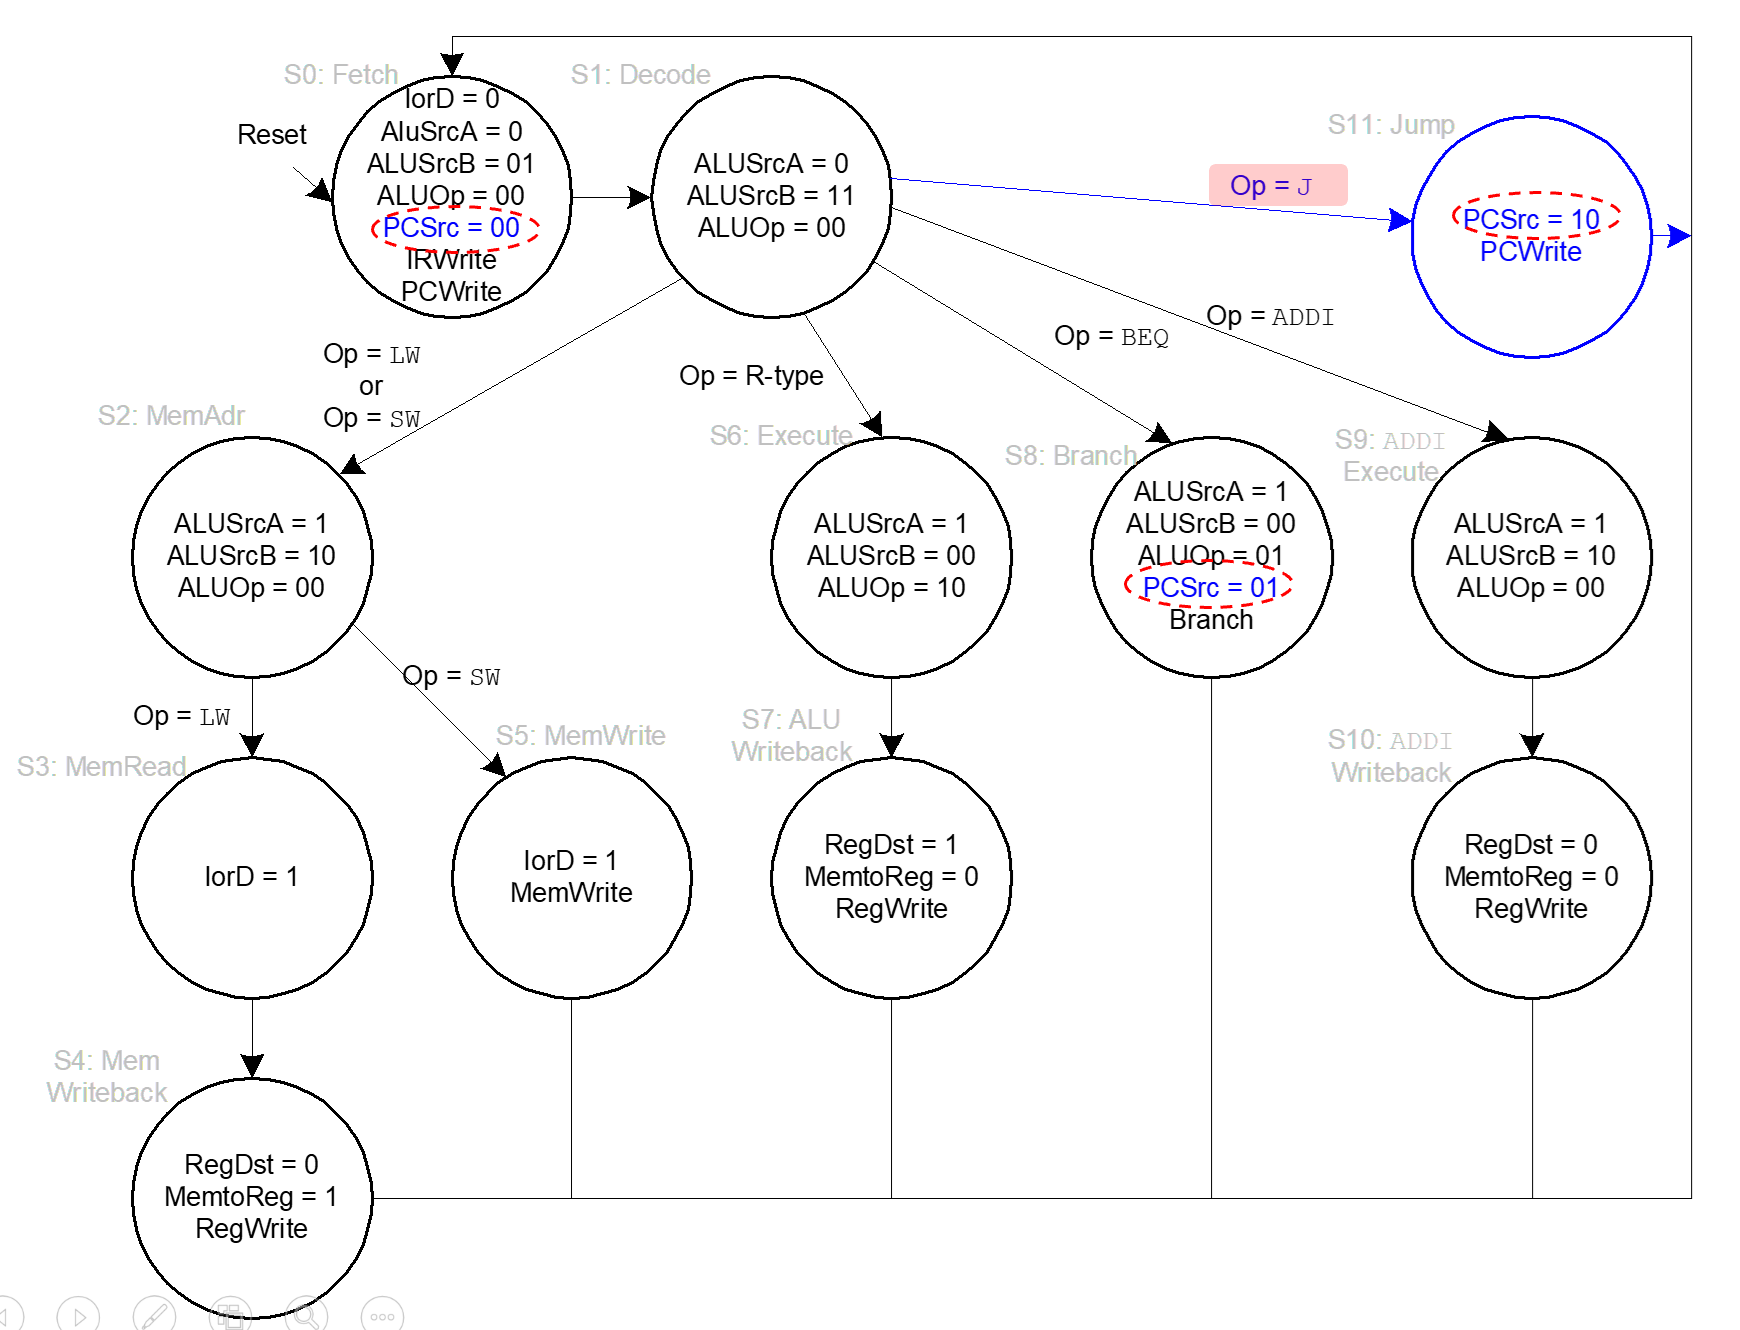 S0: Fetch
S1: Decode
IorD = 0
AluSrcA = 0
ALUSrcB = 01
ALUOp = 00
PCSrc = 00
IRWrite
PCWrite
Reset
ALUSrcA = 0
ALUSrcB = 11
ALUOp = 00
S11: Jump
Op = J
PCSrc = 10
PCWrite
Op = LW
or
Op = SW
Op = R-type
Op = BEQ
Op = ADDI
S2: MemAdr
ALUSrcA = 1
ALUSrcB = 10
ALUOp = 00
S6: Execute
ALUSrcA = 1
ALUSrcB = 00
ALUOp = 10
S8: Branch
ALUSrcA = 1
ALUSrcB = 00
ALUOp = 01
PCSrc = 01
Branch
S9: ADDI
Execute
ALUSrcA = 1
ALUSrcB = 10
ALUOp = 00
Op = SW
Op = LW
S3: MemRead
IorD = 1
S5: MemWrite
IorD = 1
MemWrite
S7: ALU
Writeback
RegDst = 1
MemtoReg = 0
RegWrite
S10: ADDI
Writeback
RegDst = 0
MemtoReg = 0
RegWrite
S4: Mem
Writeback
RegDst = 0
MemtoReg = 1
RegWrite